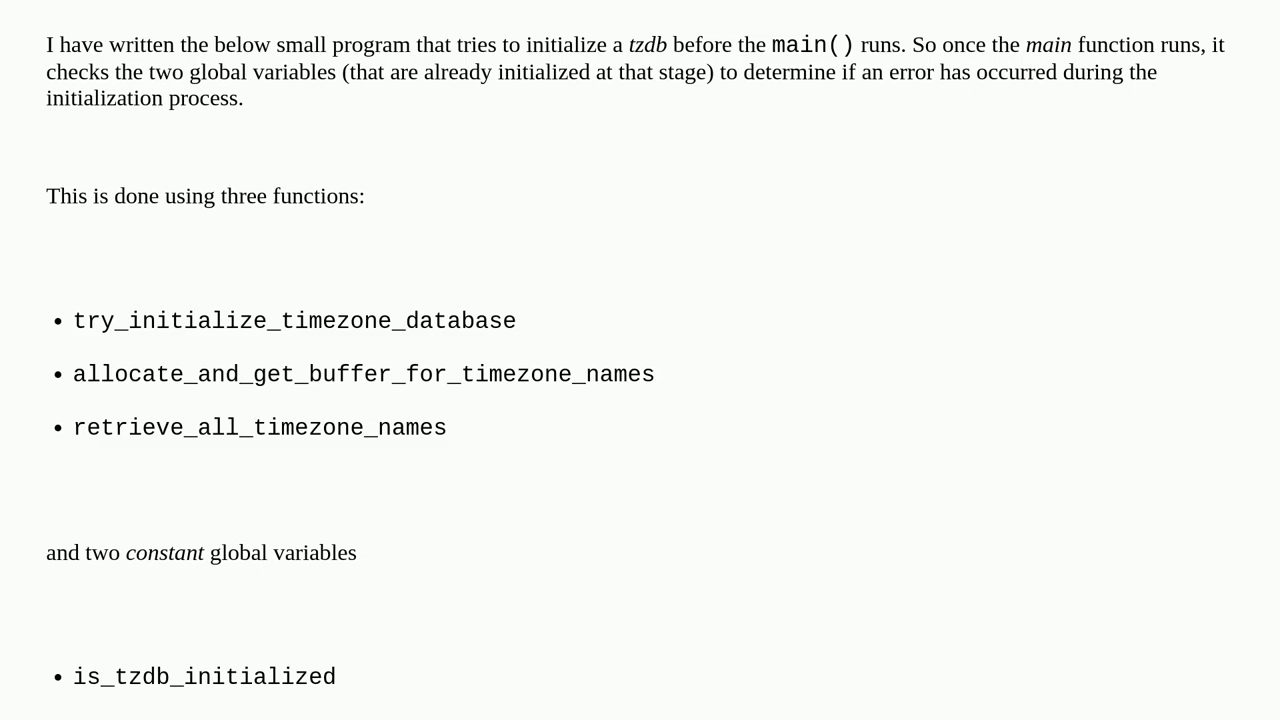 I have written the below small program that tries to initialize a tzdb before the main() runs. So once the main function runs, it
checks the two global variables (that are already initialized at that stage) to determine if an error has occurred during the
initialization process.
This is done using three functions:
• try_initialize_timezone_database
• allocate_and_get_buffer_for_timezone_names
• retrieve_all_timezone_names
and two constant global variables
• is_tzdb_initialized